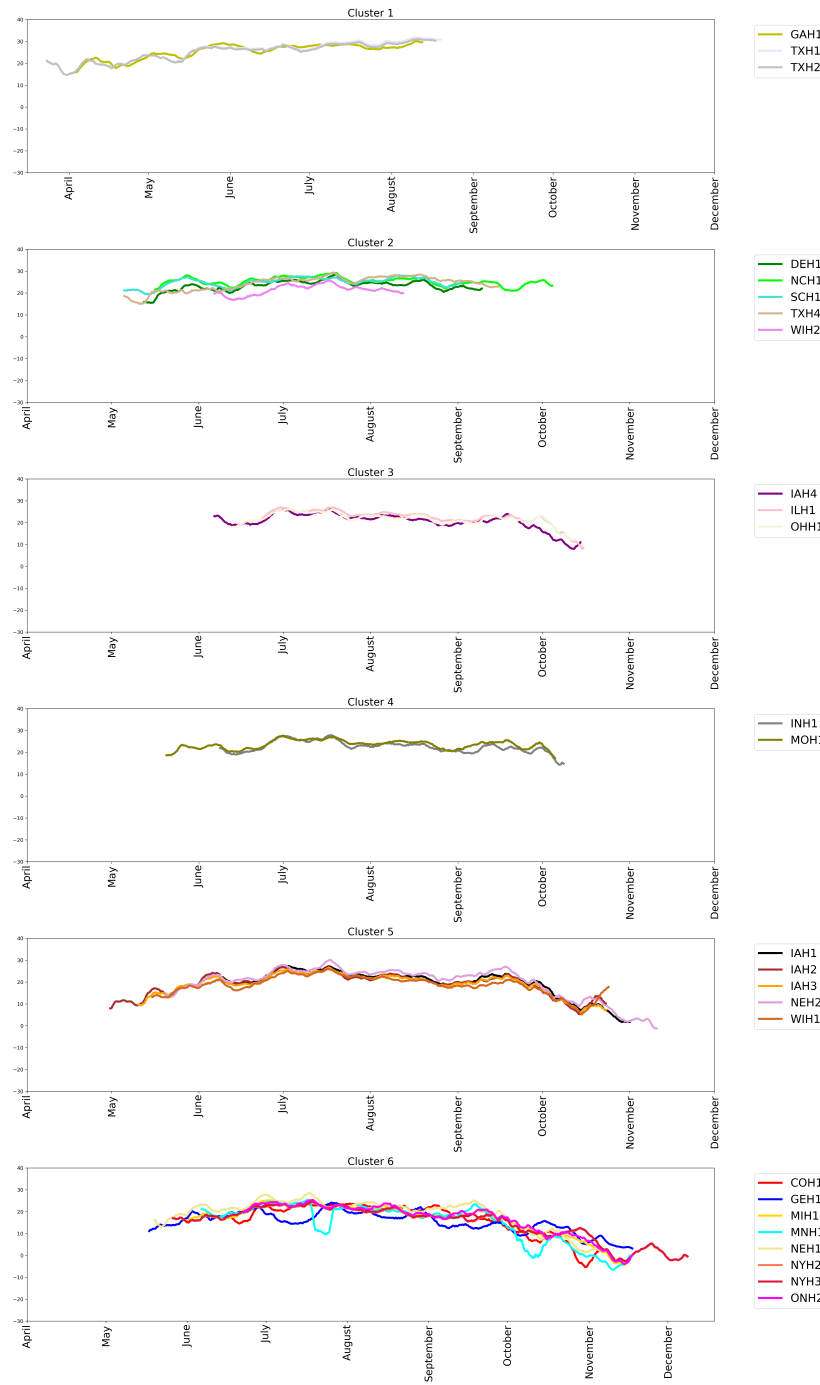 Cluster 1
40
30
20
10
0
−10
−20
−30
April
May
June
July
August
September
October
November
December
GAH1
TXH1
TXH2
Cluster 2
40
30
20
10
0
−10
−20
−30
April
May
June
July
August
September
October
November
December
DEH1
NCH1
SCH1
TXH4
WIH2
Cluster 3
40
30
20
10
0
−10
−20
−30
April
May
June
July
August
September
October
November
December
IAH4
ILH1
OHH1
Cluster 4
40
30
20
10
0
−10
−20
−30
April
May
June
July
August
September
October
November
December
INH1
MOH1
Cluster 5
40
30
20
10
0
−10
−20
−30
April
May
June
July
August
September
October
November
December
IAH1
IAH2
IAH3
NEH2
WIH1
Cluster 6
40
30
20
10
0
−10
−20
−30
April
May
June
July
August
September
October
November
December
COH1
GEH1
MIH1
MNH1
NEH1
NYH2
NYH3
ONH2